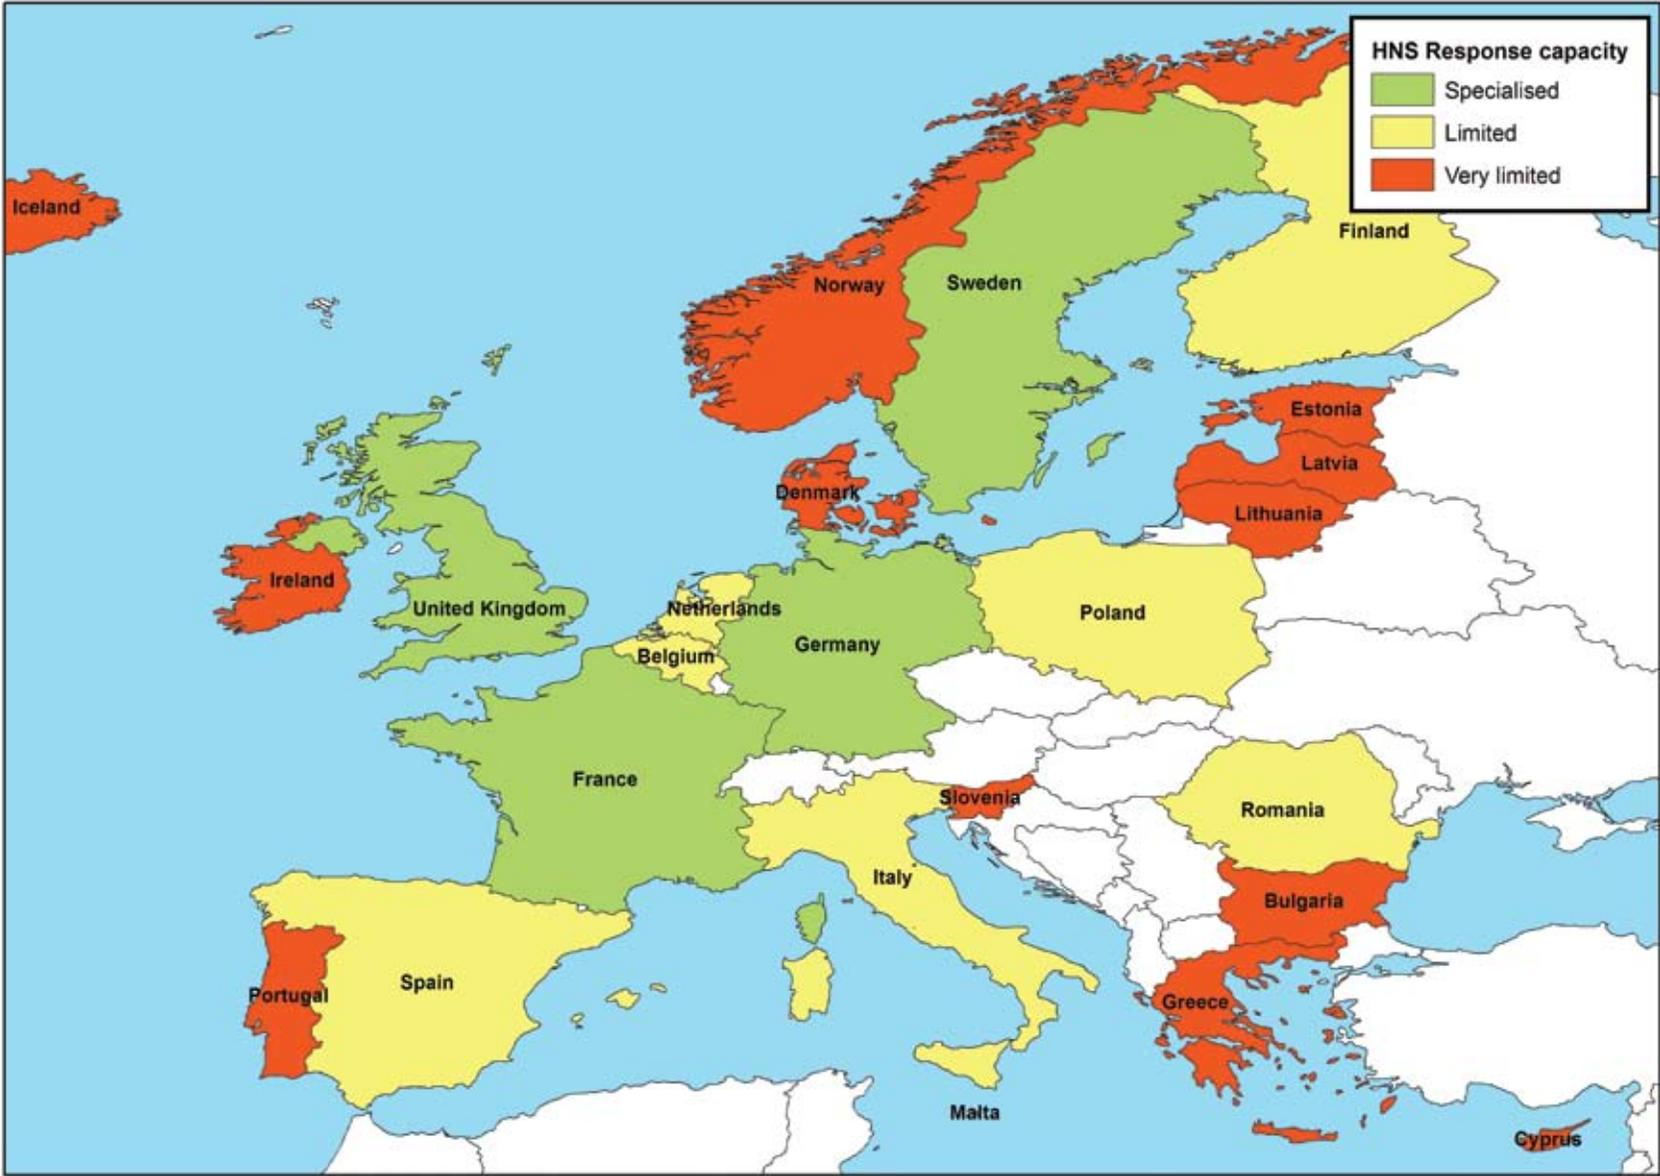 HNS Response capacity
Specialised
Limited
Very limited
Iceland
Finland
Norway
Sweden
Estonia
Latvia
Denmark
Lithuania
Ireland
United Kingdom
Netherlands
Poland
Germany
Belgium
France
Slovenia
Romania
Italy
Bulgaria
Spain
Portugal
Greece
Malta
Cyprus